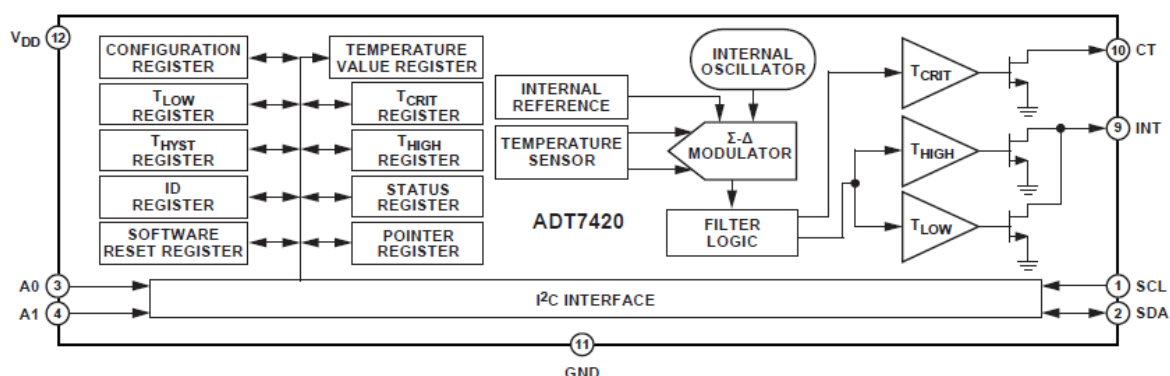 VDD 12
CONFIGURATION
REGISTER
TEMPERATURE
VALUE REGISTER
TLOW
REGISTER
TCRIT
REGISTER
THYST
REGISTER
THIGH
REGISTER
ID
REGISTER
STATUS
REGISTER
SOFTWARE
RESET REGISTER
POINTER
REGISTER
INTERNAL
OSCILLATOR
INTERNAL
REFERENCE
TEMPERATURE
SENSOR
Σ-Δ
MODULATOR
FILTER
LOGIC
ADT7420
TCRIT
THIGH
TLOW
10 CT
9 INT
A0 3
A1 4
I2C INTERFACE
1 SCL
2 SDA
11
GND